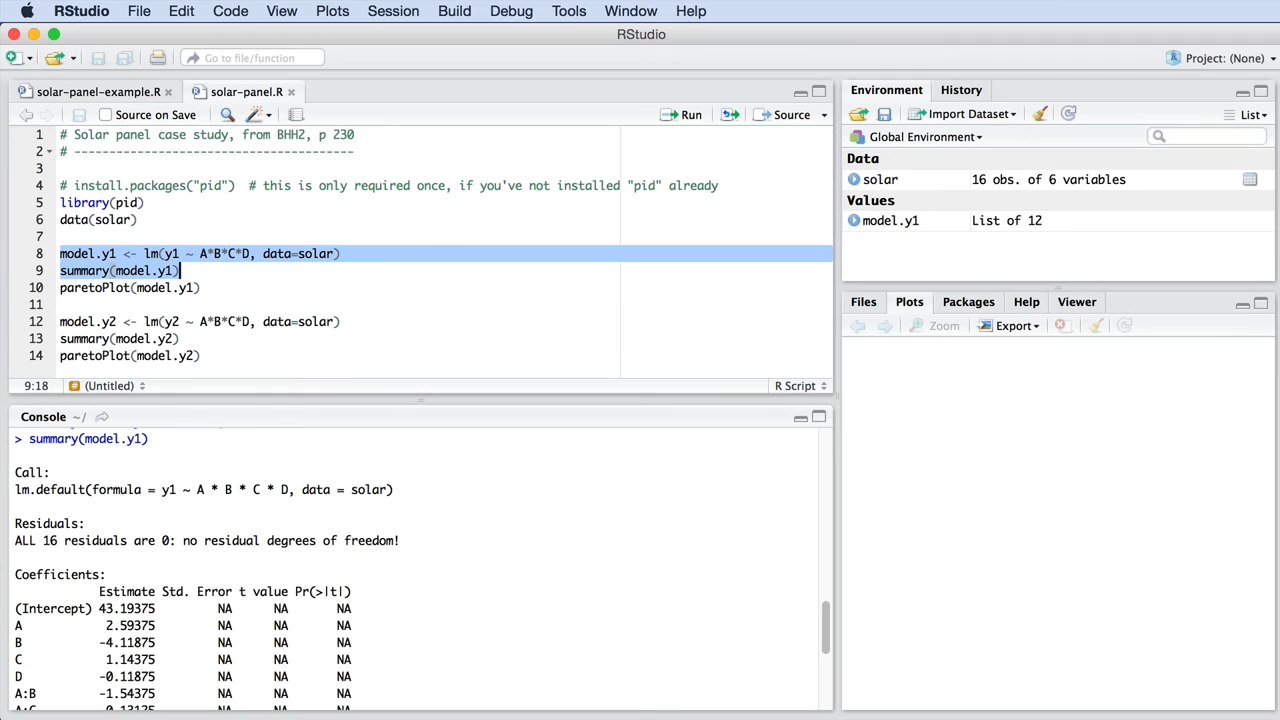 RStudio File Edit Code View Plots Session Build Debug Tools Window Help
RStudio
Go to file/function
Project: (None)
solar-panel-example.R
solar-panel.R
Source on Save
Run
Source
1 # Solar panel case study, from BHH2, p 230
2 # ---------------------------------------
3
4 # install.packages("pid")  # this is only required once, if you've not installed "pid" already
5 library(pid)
6 data(solar)
7
8 model.y1 <- lm(y1 ~ A*B*C*D, data=solar)
9 summary(model.y1)
10 paretoPlot(model.y1)
11
12 model.y2 <- lm(y2 ~ A*B*C*D, data=solar)
13 summary(model.y2)
14 paretoPlot(model.y2)
9:18
(Untitled)
R Script
Console ~/
> summary(model.y1)
Call:
lm.default(formula = y1 ~ A * B * C * D, data = solar)
Residuals:
ALL 16 residuals are 0: no residual degrees of freedom!
Coefficients:
Estimate Std. Error t value Pr(>|t|)
(Intercept) 43.19375 NA NA NA
A 2.59375 NA NA NA
B -4.11875 NA NA NA
C 1.14375 NA NA NA
D -0.11875 NA NA NA
A:B -1.54375 NA NA NA
Environment History
Import Dataset
List
Global Environment
Data
solar 16 obs. of 6 variables
Values
model.y1 List of 12
Files Plots Packages Help Viewer
Zoom
Export